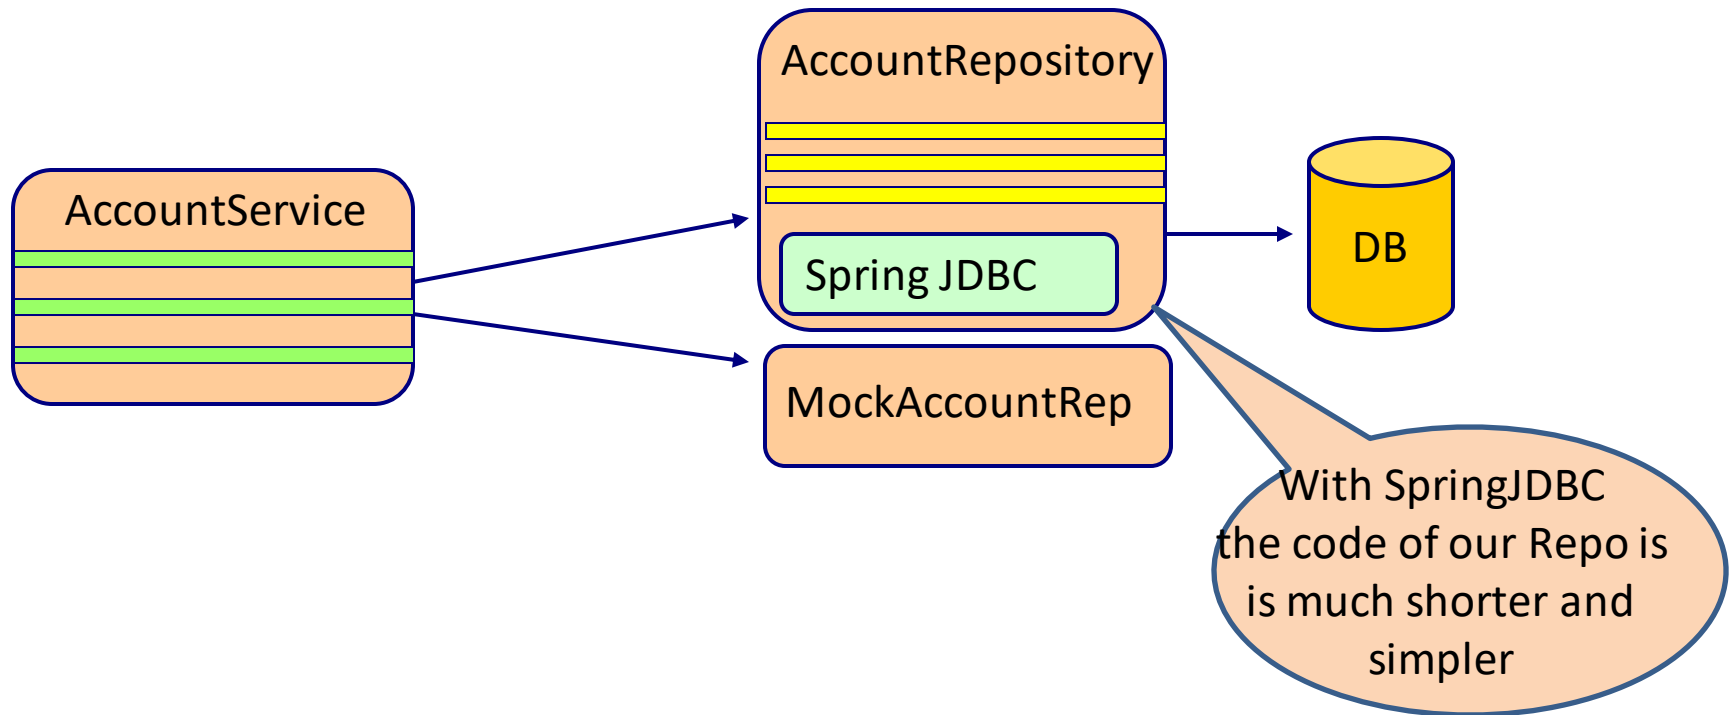 AccountRepository
AccountService
Spring JDBC
DB
MockAccountRep
With SpringJDBC
the code of our Repo is
is much shorter and
simpler